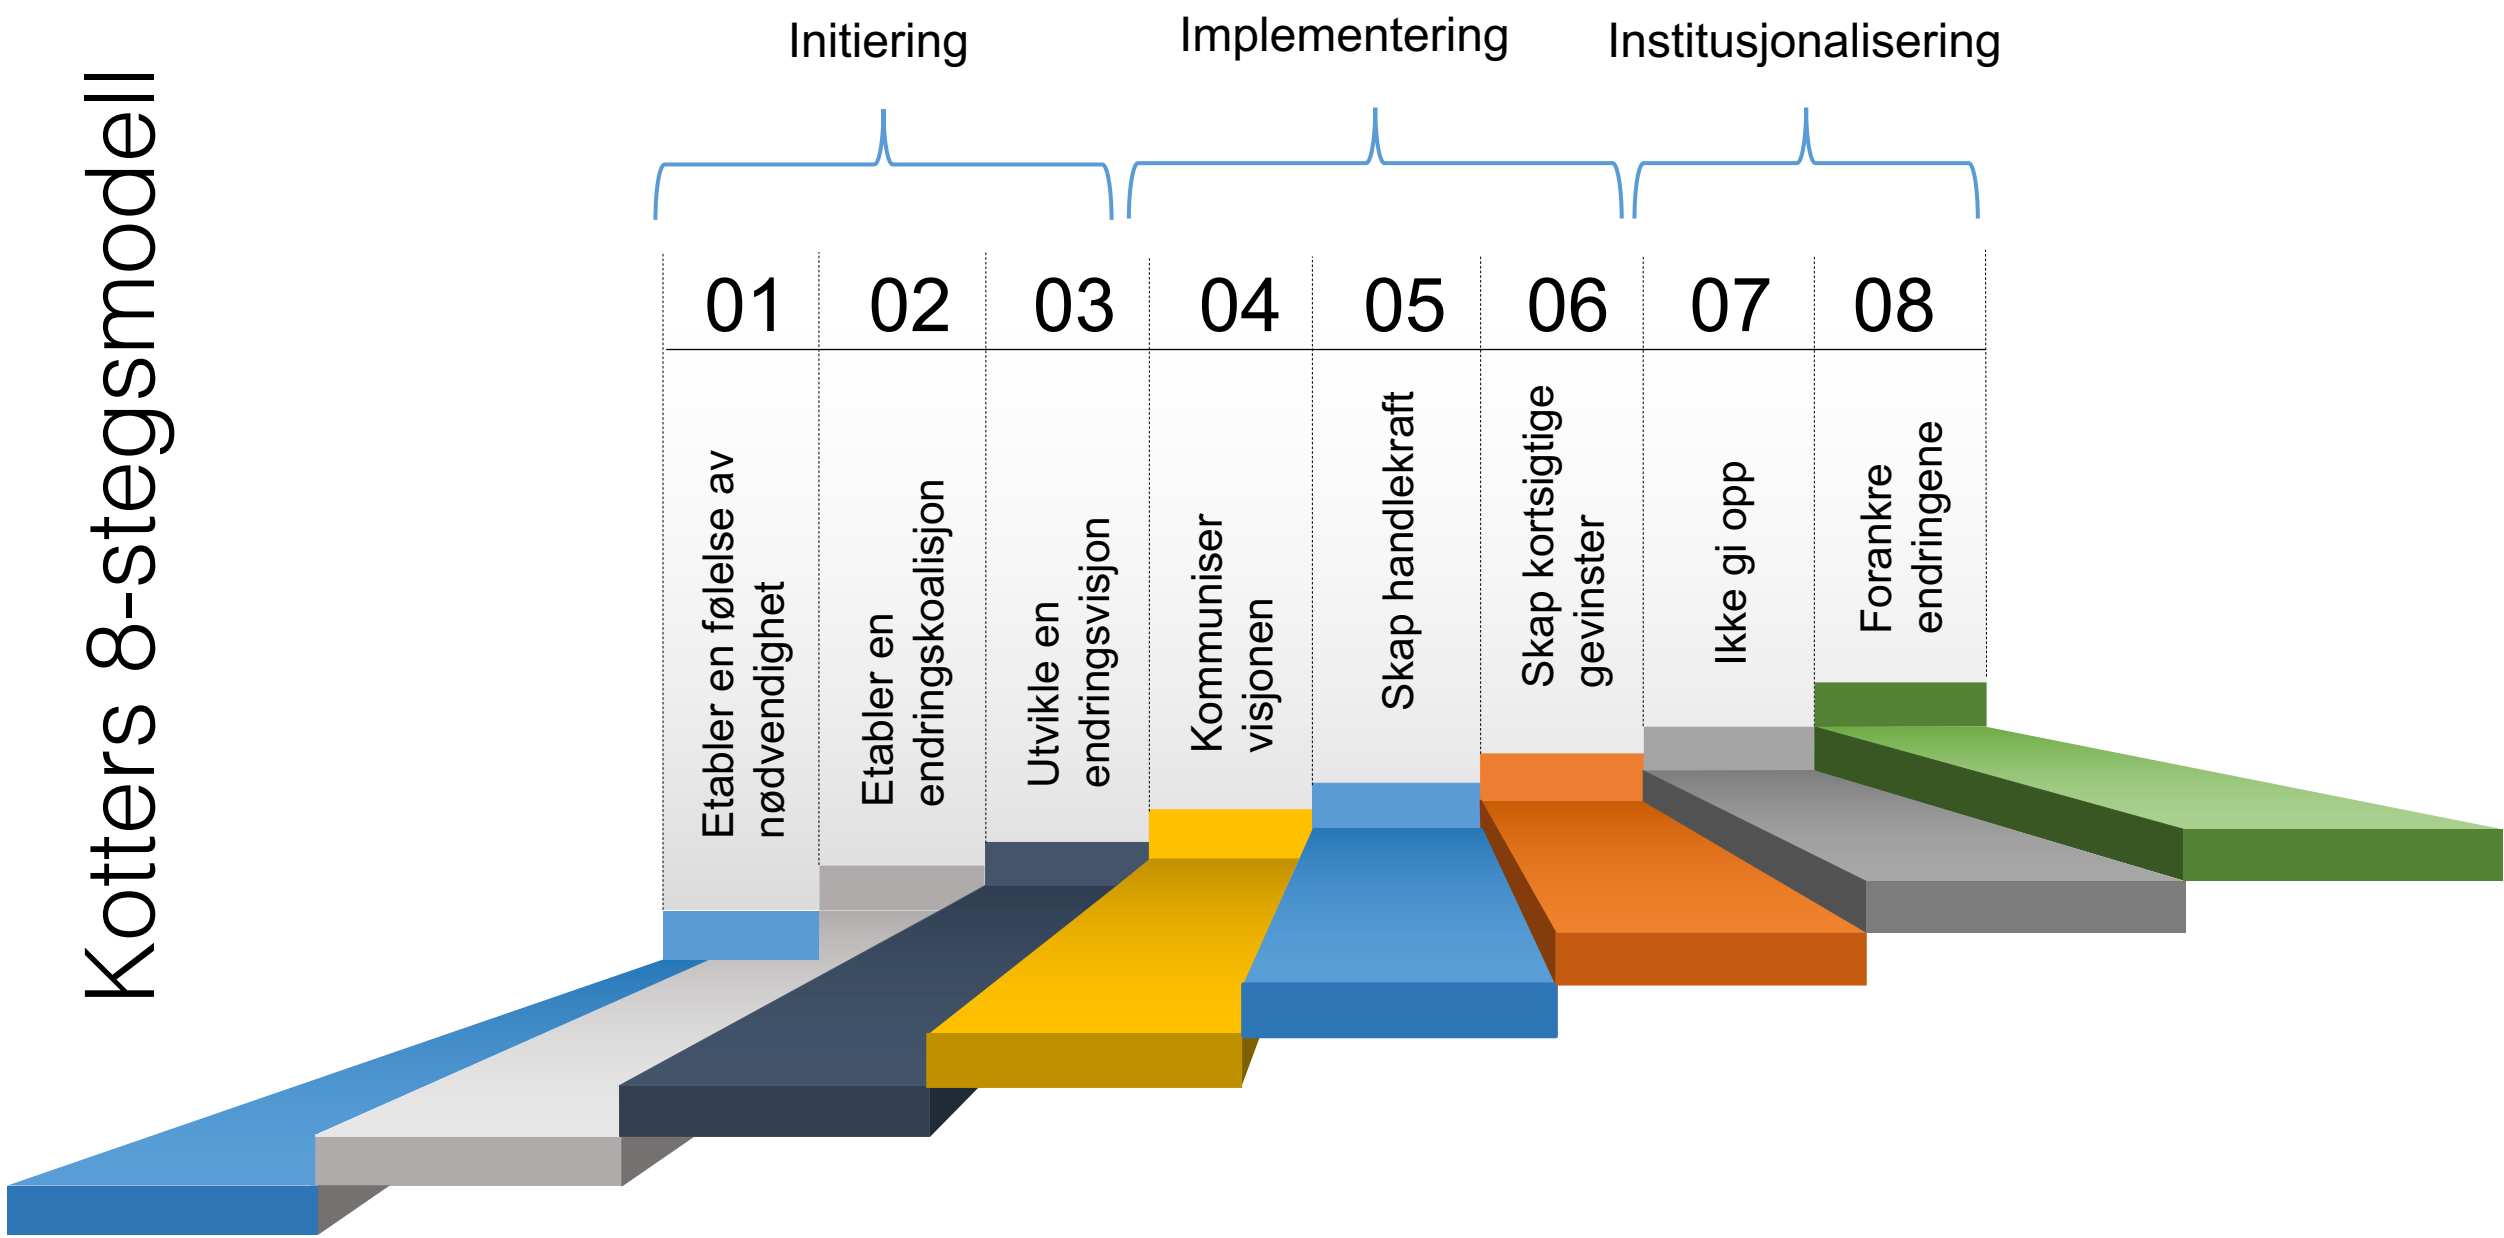 Kotters 8-stegsmodell
Initiering
Implementering
Institusjonalisering
01
02
03
04
05
06
07
08
Etabler en følelse av
nødvendighet
Etabler en
endringskoalisjon
Utvikle en
endringsvisjon
Kommuniser
visjonen
Skap handlekraft
Skap kortsigtige
gevinster
Ikke gi opp
Forankre
endringene